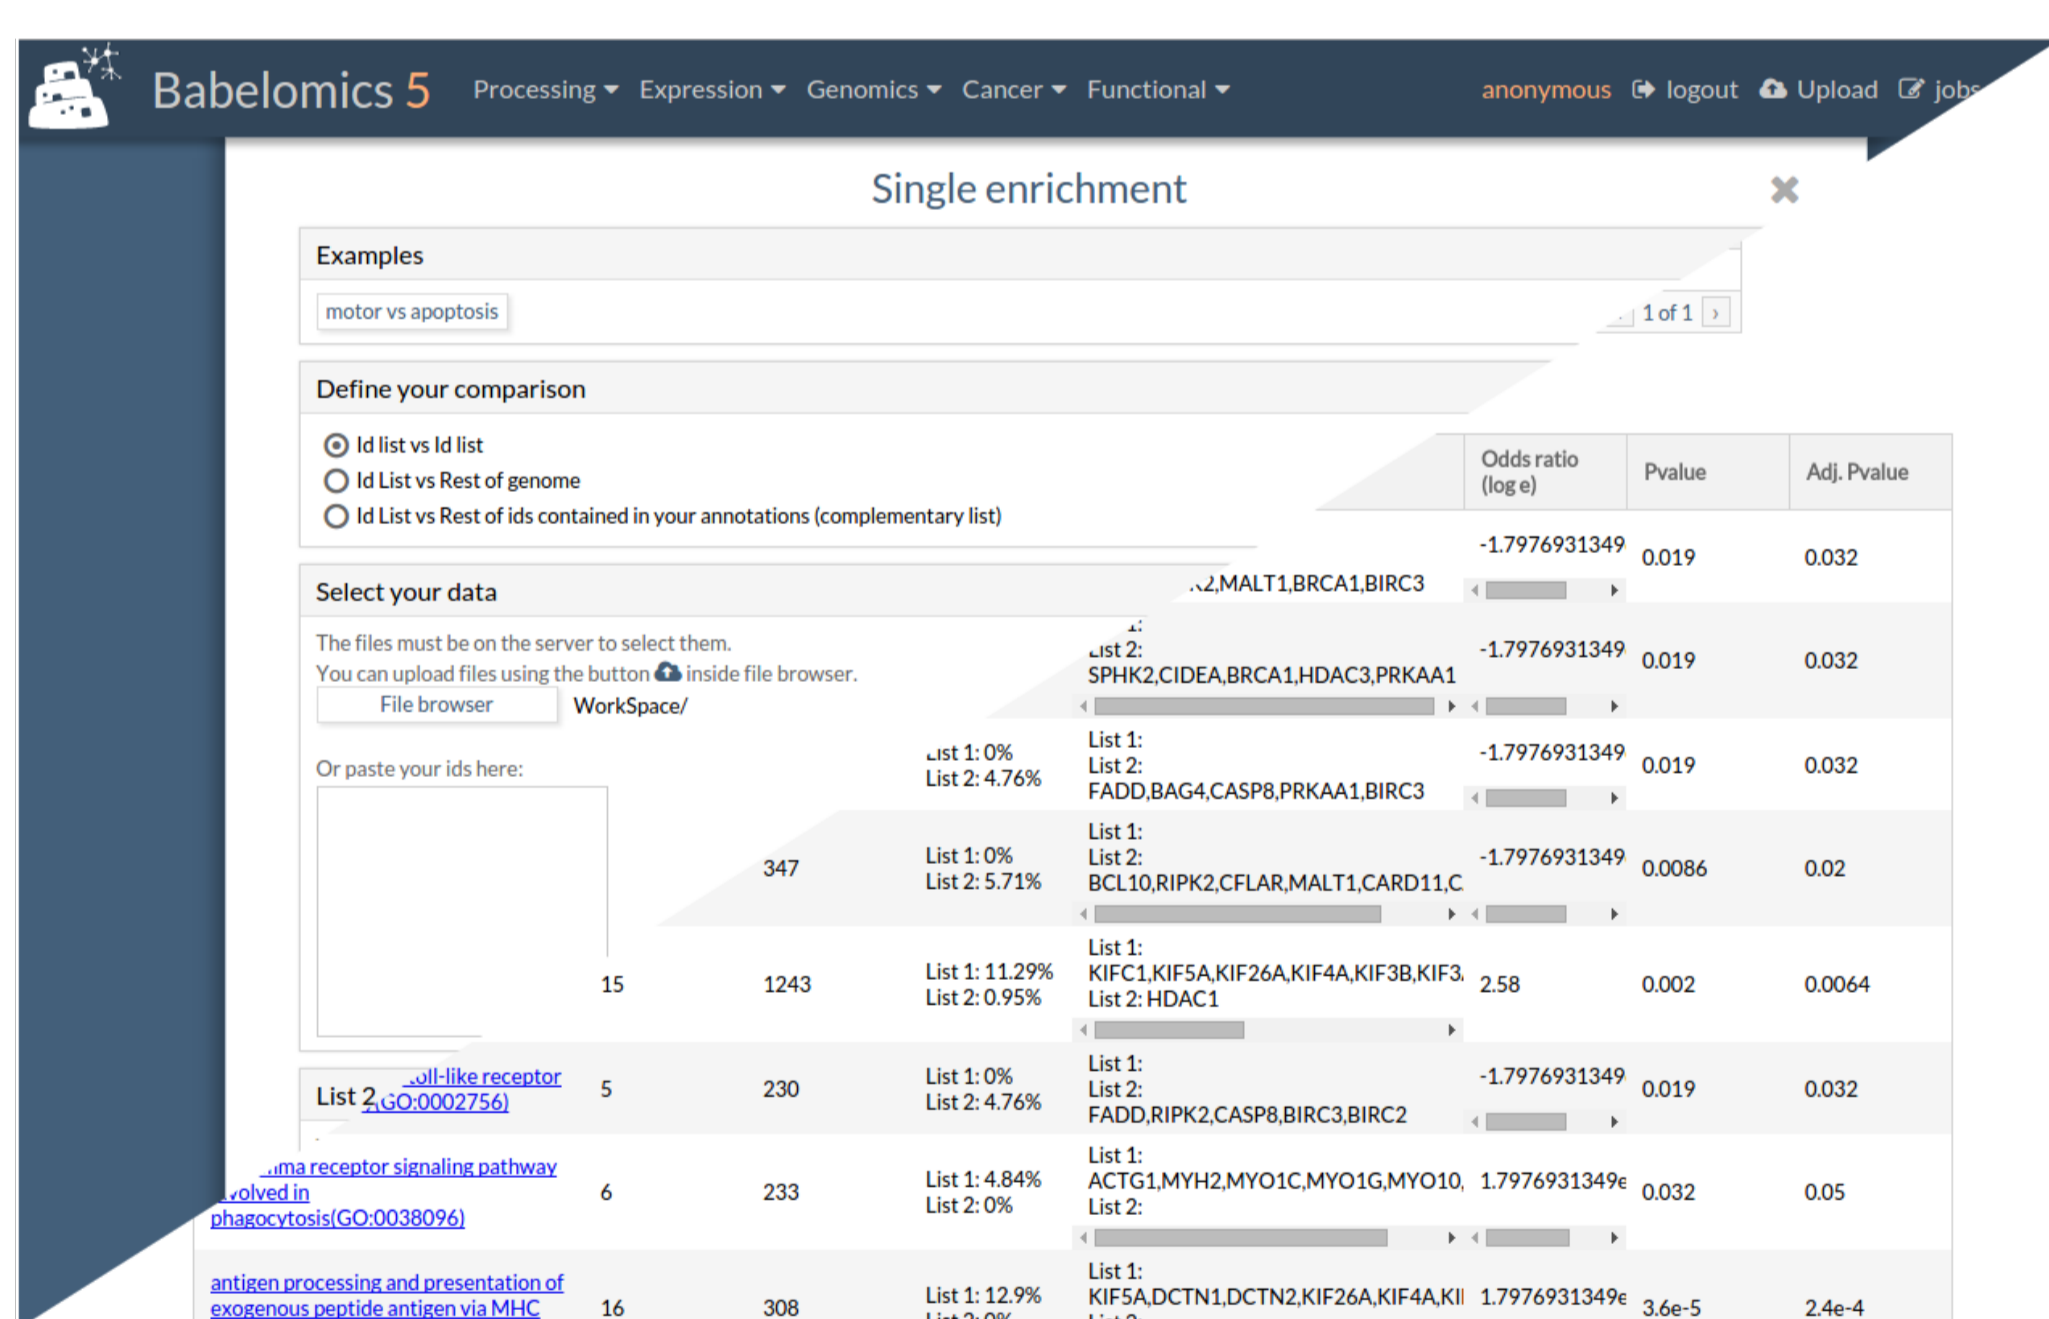 Babelomics 5 Processing Expression Genomics Cancer Functional anonymous logout Upload jobs
Single enrichment
Examples
motor vs apoptosis
1 of 1
Define your comparison
Id list vs Id list
Id List vs Rest of genome
Id List vs Rest of ids contained in your annotations (complementary list)
Select your data
The files must be on the server to select them.
You can upload files using the button inside file browser.
File browser WorkSpace/
Or paste your ids here:
List 2
Odds ratio
(log e)
Pvalue
Adj. Pvalue
MALT1,BRCA1,BIRC3
-1.7976931349
0.019
0.032
List 2:
SPHK2,CIDEA,BRCA1,HDAC3,PRKAA1
-1.7976931349
0.019
0.032
List 1: 0%
List 2: 4.76%
List 1:
List 2:
FADD,BAG4,CASP8,PRKAA1,BIRC3
-1.7976931349
0.019
0.032
347
List 1: 0%
List 2: 5.71%
List 1:
List 2:
BCL10,RIPK2,CFLAR,MALT1,CARD11,C
-1.7976931349
0.0086
0.02
15
1243
List 1: 11.29%
List 2: 0.95%
List 1:
KIFC1,KIF5A,KIF26A,KIF4A,KIF3B,KIF3
List 2: HDAC1
2.58
0.002
0.0064
oll-like receptor
(GO:0002756)
5
230
List 1: 0%
List 2: 4.76%
List 1:
List 2:
FADD,RIPK2,CASP8,BIRC3,BIRC2
-1.7976931349
0.019
0.032
receptor signaling pathway
volved in
phagocytosis(GO:0038096)
6
233
List 1: 4.84%
List 2: 0%
List 1:
ACTG1,MYH2,MYO1C,MYO1G,MYO10,
List 2:
1.7976931349e
0.032
0.05
antigen processing and presentation of
exogenous peptide antigen via MHC
16
308
List 1: 12.9%
List 2: 0%
List 1:
KIF5A,DCTN1,DCTN2,KIF26A,KIF4A,KI
1.7976931349e
3.6e-5
2.4e-4